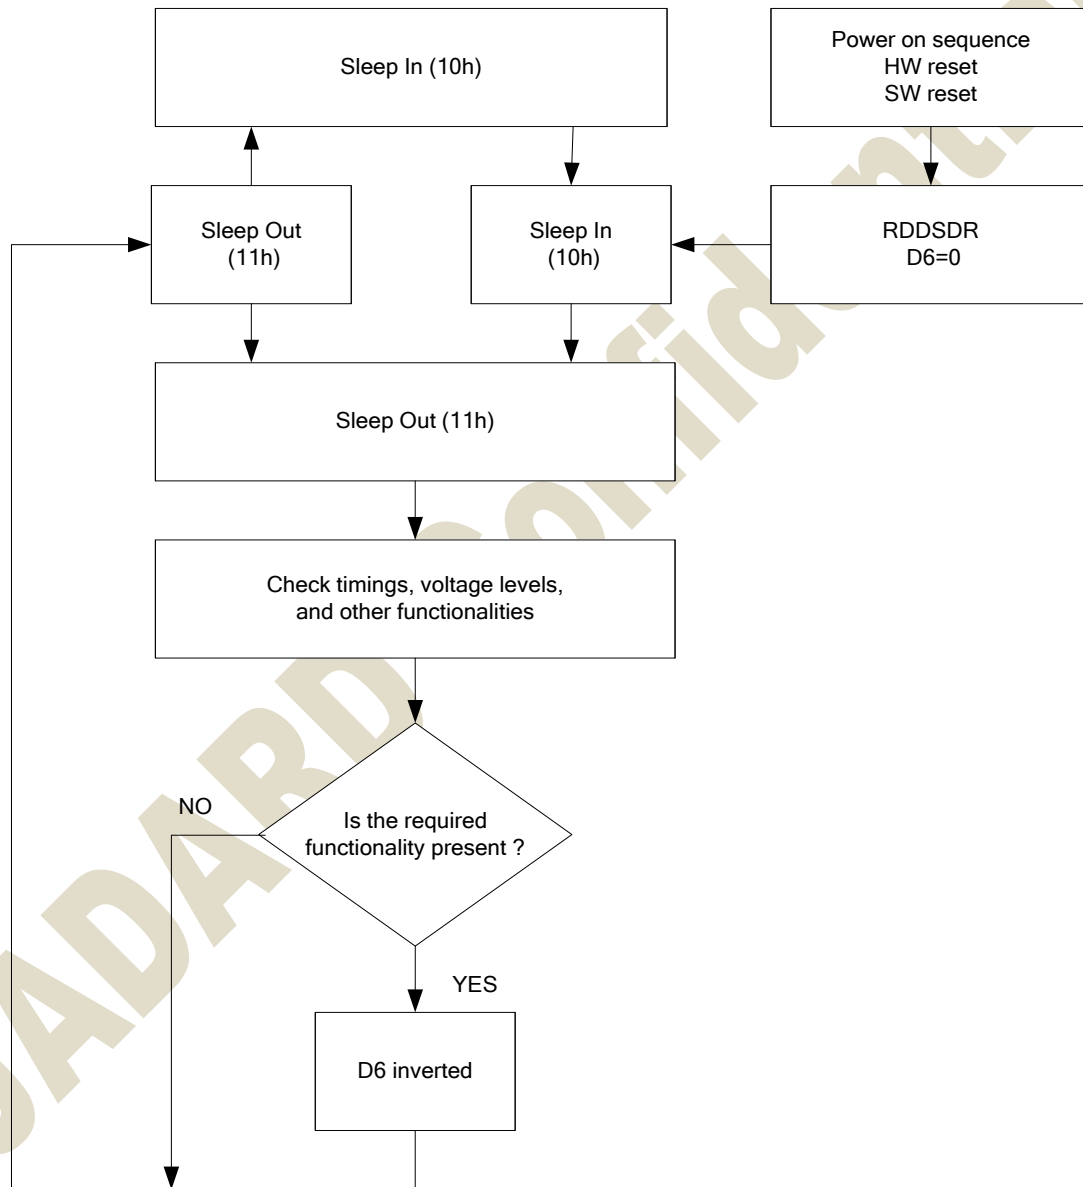 Sleep In (10h)
Power on sequence
HW reset
SW reset
Sleep Out
(11h)
Sleep In
(10h)
RDDSDR
D6=0
Sleep Out (11h)
Check timings, voltage levels,
and other functionalities
NO
Is the required
functionality present ?
YES
D6 inverted